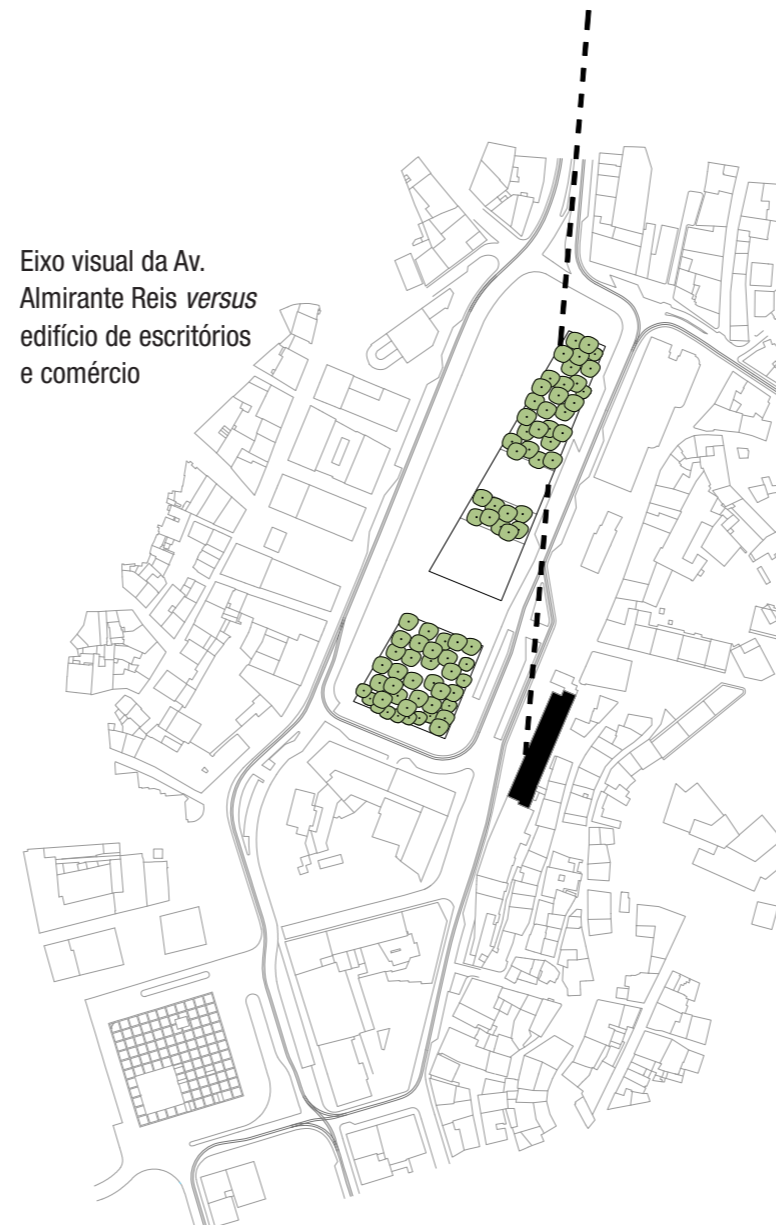 Eixo visual da Av.
Almirante Reis versus
edifício de escritórios
e comércio